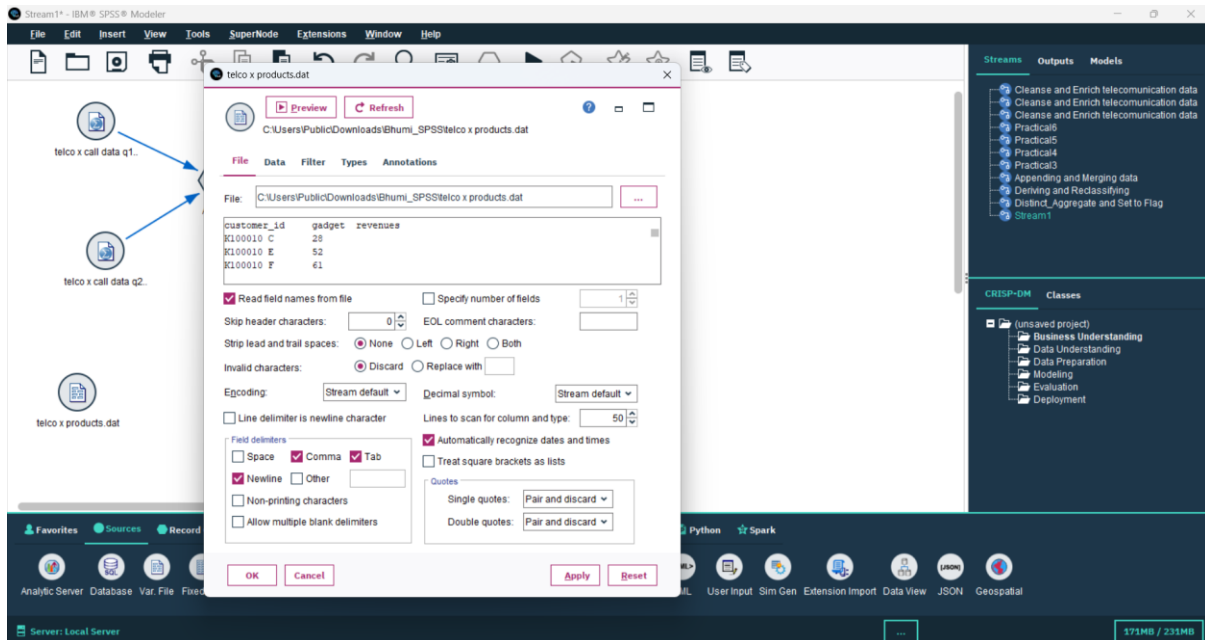 Stream1* - IBM® SPSS® Modeler
File Edit Insert View Tools SuperNode Extensions Window Help
telco x products.dat
Preview Refresh
C:\Users\Public\Downloads\Bhumi_SPSS\telco x products.dat
File Data Filter Types Annotations
File: C:\Users\Public\Downloads\Bhumi_SPSS\telco x products.dat ...
customer_id gadget revenues
K100010 C 28
K100010 E 52
K100010 F 61
Read field names from file Specify number of fields 1
Skip header characters: 0 EOL comment characters:
Strip lead and trail spaces: None Left Right Both
Invalid characters: Discard Replace with
Encoding: Stream default Decimal symbol: Stream default
Line delimiter is newline character Lines to scan for column and type: 50
Field delimiters Automatically recognize dates and times
Space Comma Tab Treat square brackets as lists
Newline Other Quotes
Non-printing characters Single quotes: Pair and discard
Allow multiple blank delimiters Double quotes: Pair and discard
OK Cancel Apply Reset
telco x call data q1..
telco x call data q2..
telco x products.dat
Streams Outputs Models
Cleanse and Enrich telecomunication data
Cleanse and Enrich telecomunication data
Cleanse and Enrich telecomunication data
Practical6
Practical5
Practical4
Practical3
Appending and Merging data
Deriving and Reclassifying
Distinct_Aggregate and Set to Flag
Stream1
CRISP-DM Classes
(unsaved project)
Business Understanding
Data Understanding
Data Preparation
Modeling
Evaluation
Deployment
Favorites Sources Record Python Spark
Analytic Server Database Var. File Fixed ML User Input Sim Gen Extension Import Data View JSON Geospatial
Server: Local Server ... 171MB / 231MB